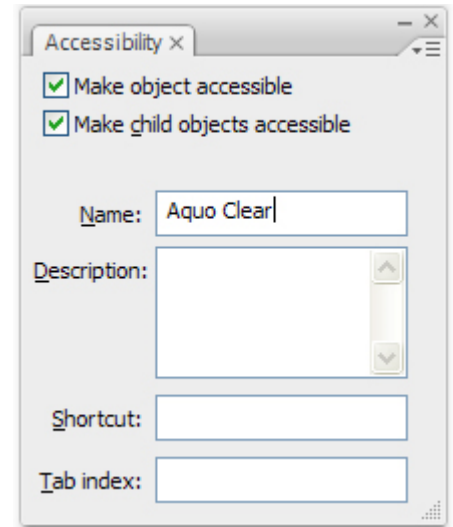 Accessibility
Make object accessible
Make child objects accessible
Name: Aquo Clear
Description:
Shortcut:
Tab index: